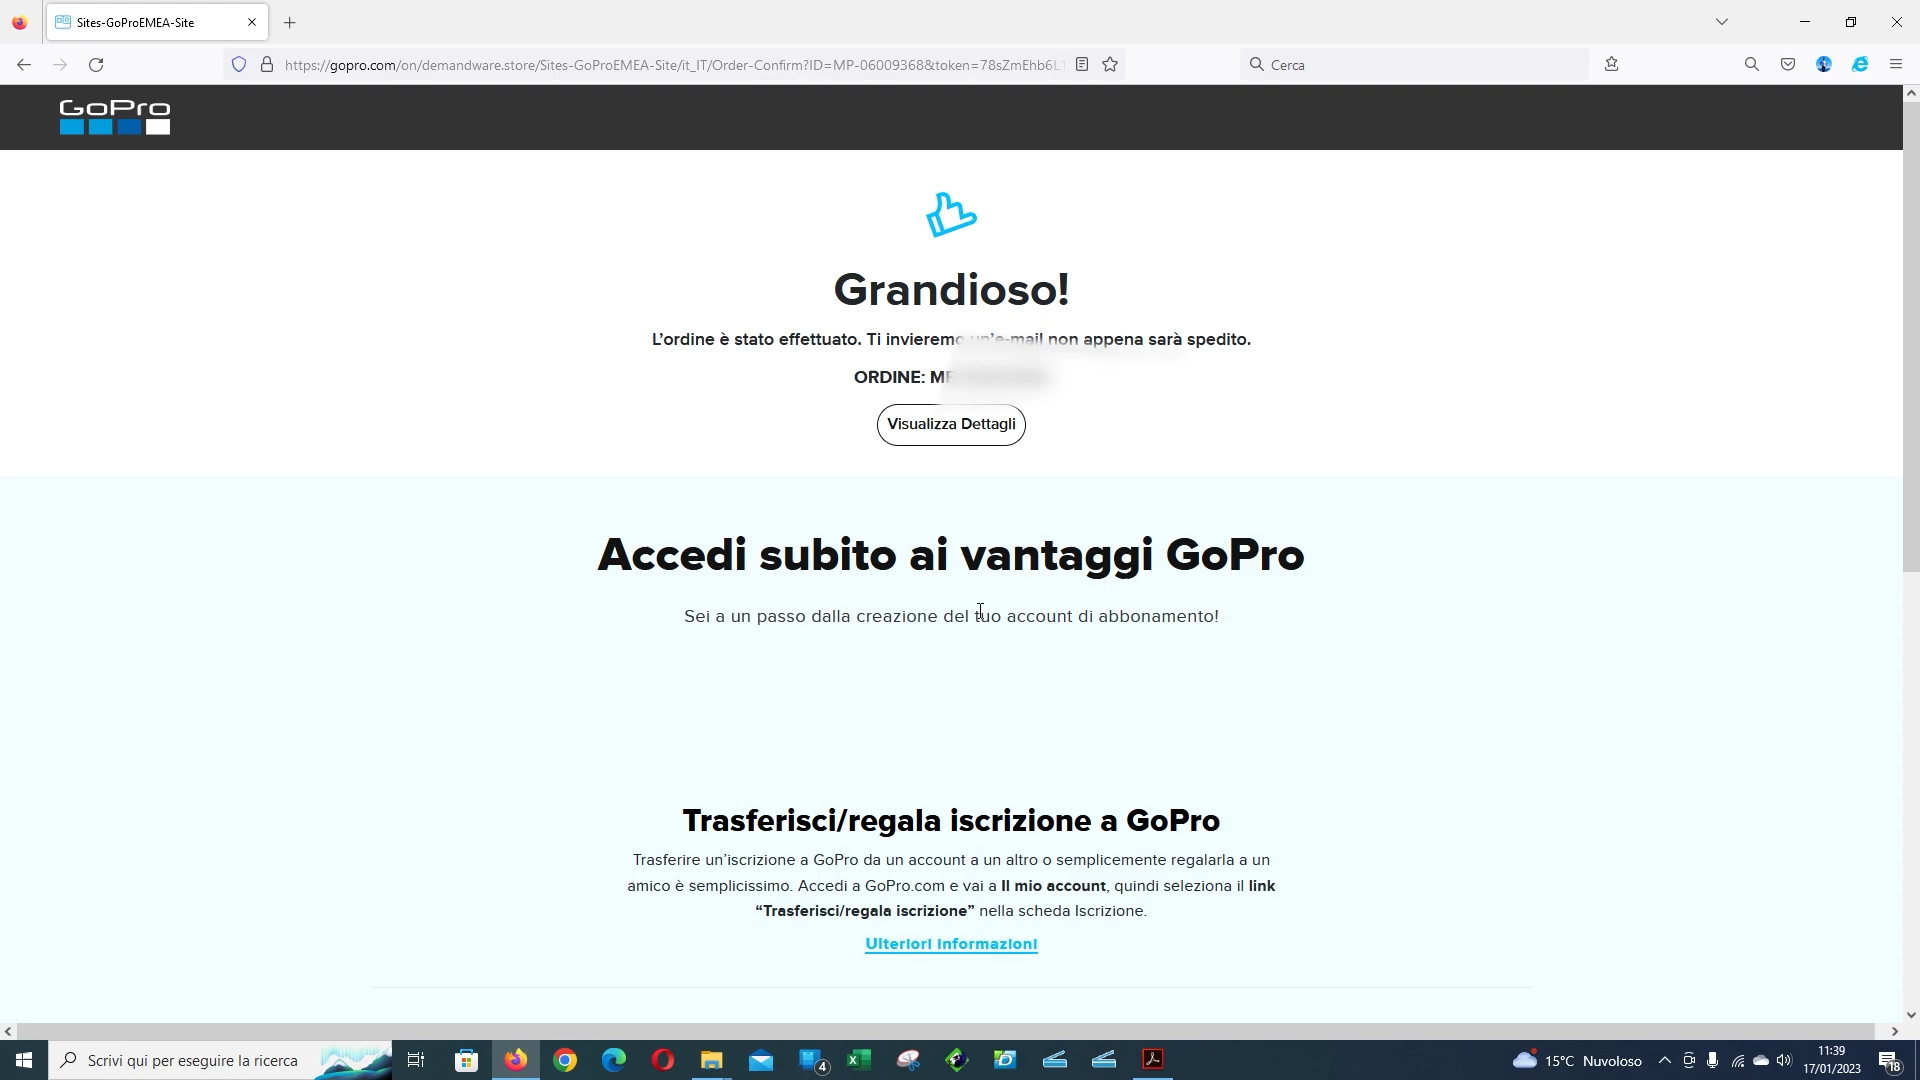 Sites-GoProEMEA-Site
https://gopro.com/on/demandware.store/Sites-GoProEMEA-Site/it_IT/Order-Confirm?ID=MP-06009368&token=78sZmEhb6L
Cerca
GoPro
Grandioso!
L'ordine è stato effettuato. Ti invieremo un'e-mail non appena sarà spedito.
ORDINE: MP
Visualizza Dettagli
Accedi subito ai vantaggi GoPro
Sei a un passo dalla creazione del tuo account di abbonamento!
Trasferisci/regala iscrizione a GoPro
Trasferire un'iscrizione a GoPro da un account a un altro o semplicemente regalarla a un
amico è semplicissimo. Accedi a GoPro.com e vai a Il mio account, quindi seleziona il link
“Trasferisci/regala iscrizione” nella scheda Iscrizione.
Ulteriori informazioni
Scrivi qui per eseguire la ricerca
4
15°C Nuvoloso
11:39
17/01/2023
18